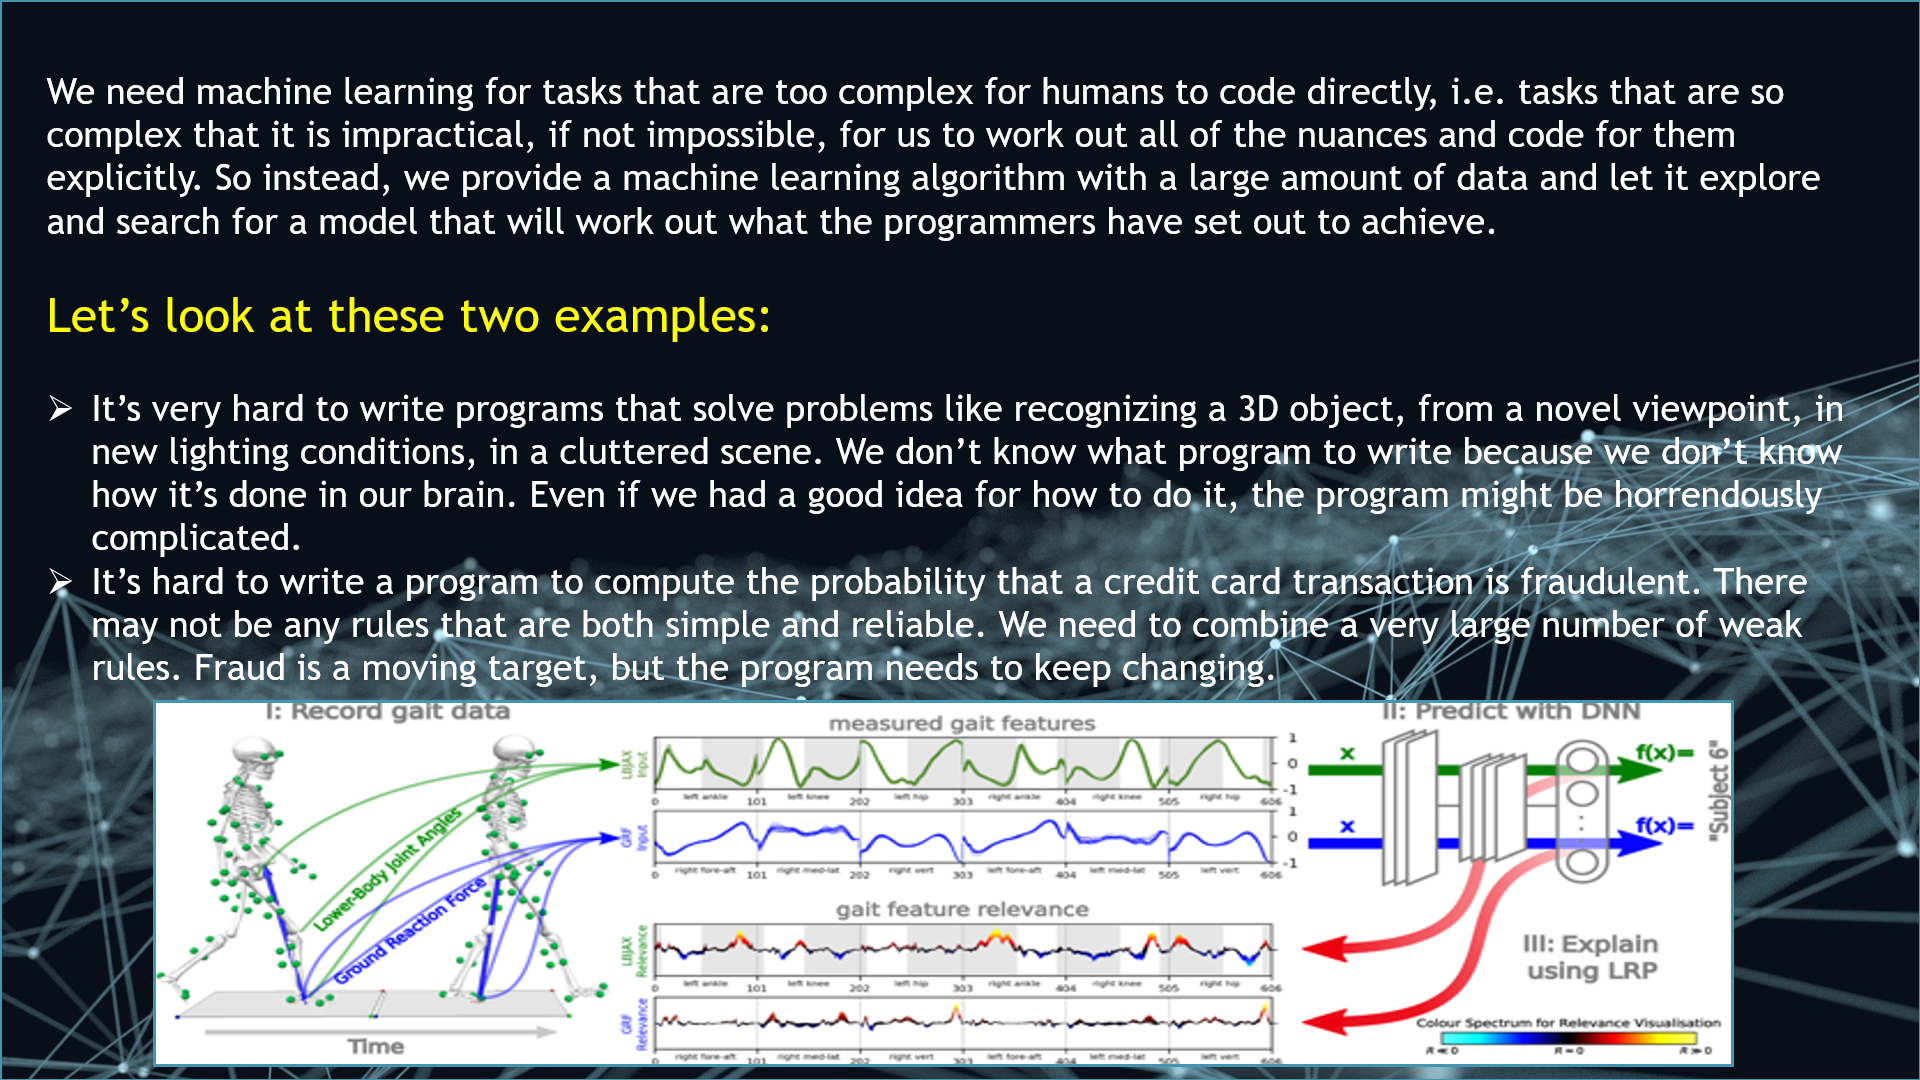 We need machine learning for tasks that are too complex for humans to code directly, i.e. tasks that are so
complex that it is impractical, if not impossible, for us to work out all of the nuances and code for them
explicitly. So instead, we provide a machine learning algorithm with a large amount of data and let it explore
and search for a model that will work out what the programmers have set out to achieve.
Let’s look at these two examples:
➢ It’s very hard to write programs that solve problems like recognizing a 3D object, from a novel viewpoint, in
new lighting conditions, in a cluttered scene. We don’t know what program to write because we don’t know
how it’s done in our brain. Even if we had a good idea for how to do it, the program might be horrendously
complicated.
➢ It’s hard to write a program to compute the probability that a credit card transaction is fraudulent. There
may not be any rules that are both simple and reliable. We need to combine a very large number of weak
rules. Fraud is a moving target, but the program needs to keep changing.
I: Record gait data
Lower-Body Joint Angles
Ground Reaction Force
Time
measured gait features
LBJAX
Input
1
0
-1
left ankle left knee left hip right ankle right knee right hip
0 101 202 303 404 505 606
GRF
Input
1
0
-1
right fore-aft right med-lat right vert left fore-aft left med-lat left vert
0 101 202 303 404 505 606
gait feature relevance
LBJAX
Relevance
left ankle left knee left hip right ankle right knee right hip
0 101 202 303 404 505 606
GRF
Relevance
right fore-aft right med-lat right vert left fore-aft left med-lat left vert
0 101 202 303 404 505 606
II: Predict with DNN
x f(x)=
x f(x)=
"Subject 6"
III: Explain
using LRP
Colour Spectrum for Relevance Visualisation
R≪0 R=0 R≫0